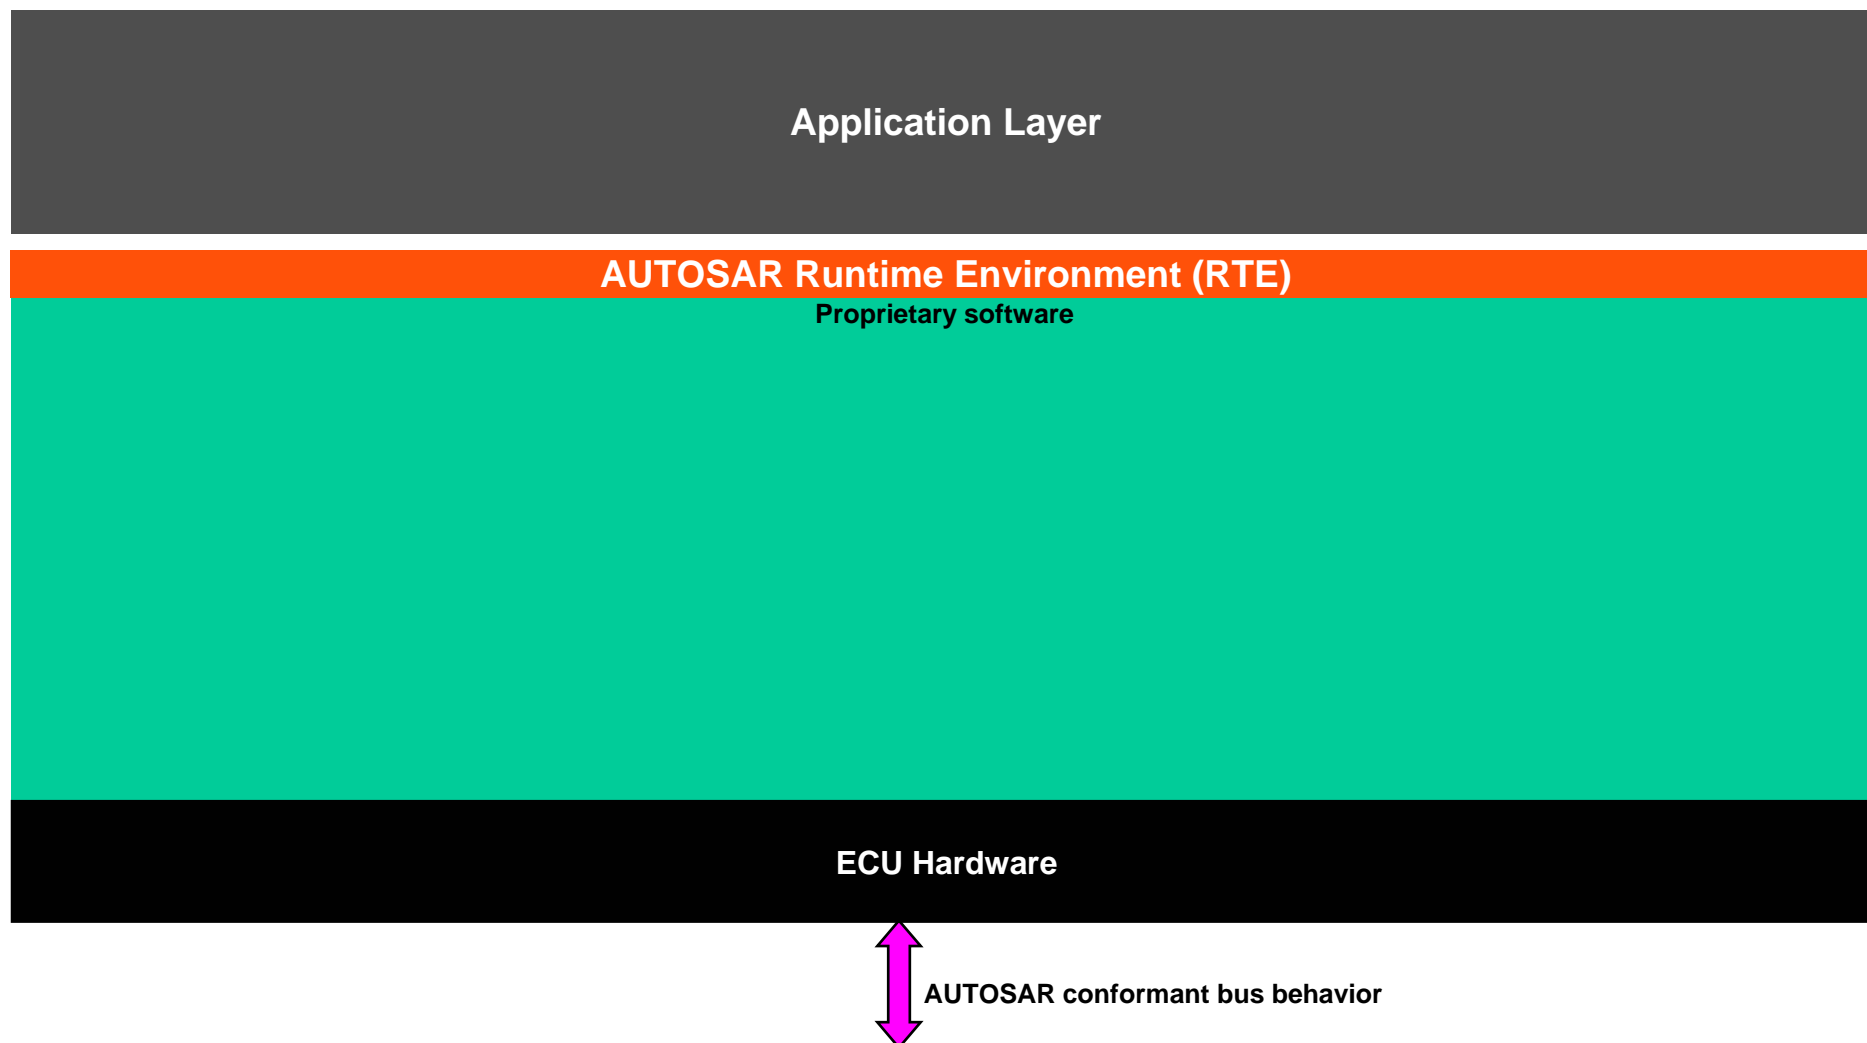 Application Layer
AUTOSAR Runtime Environment (RTE)
Proprietary software
ECU Hardware
AUTOSAR conformant bus behavior